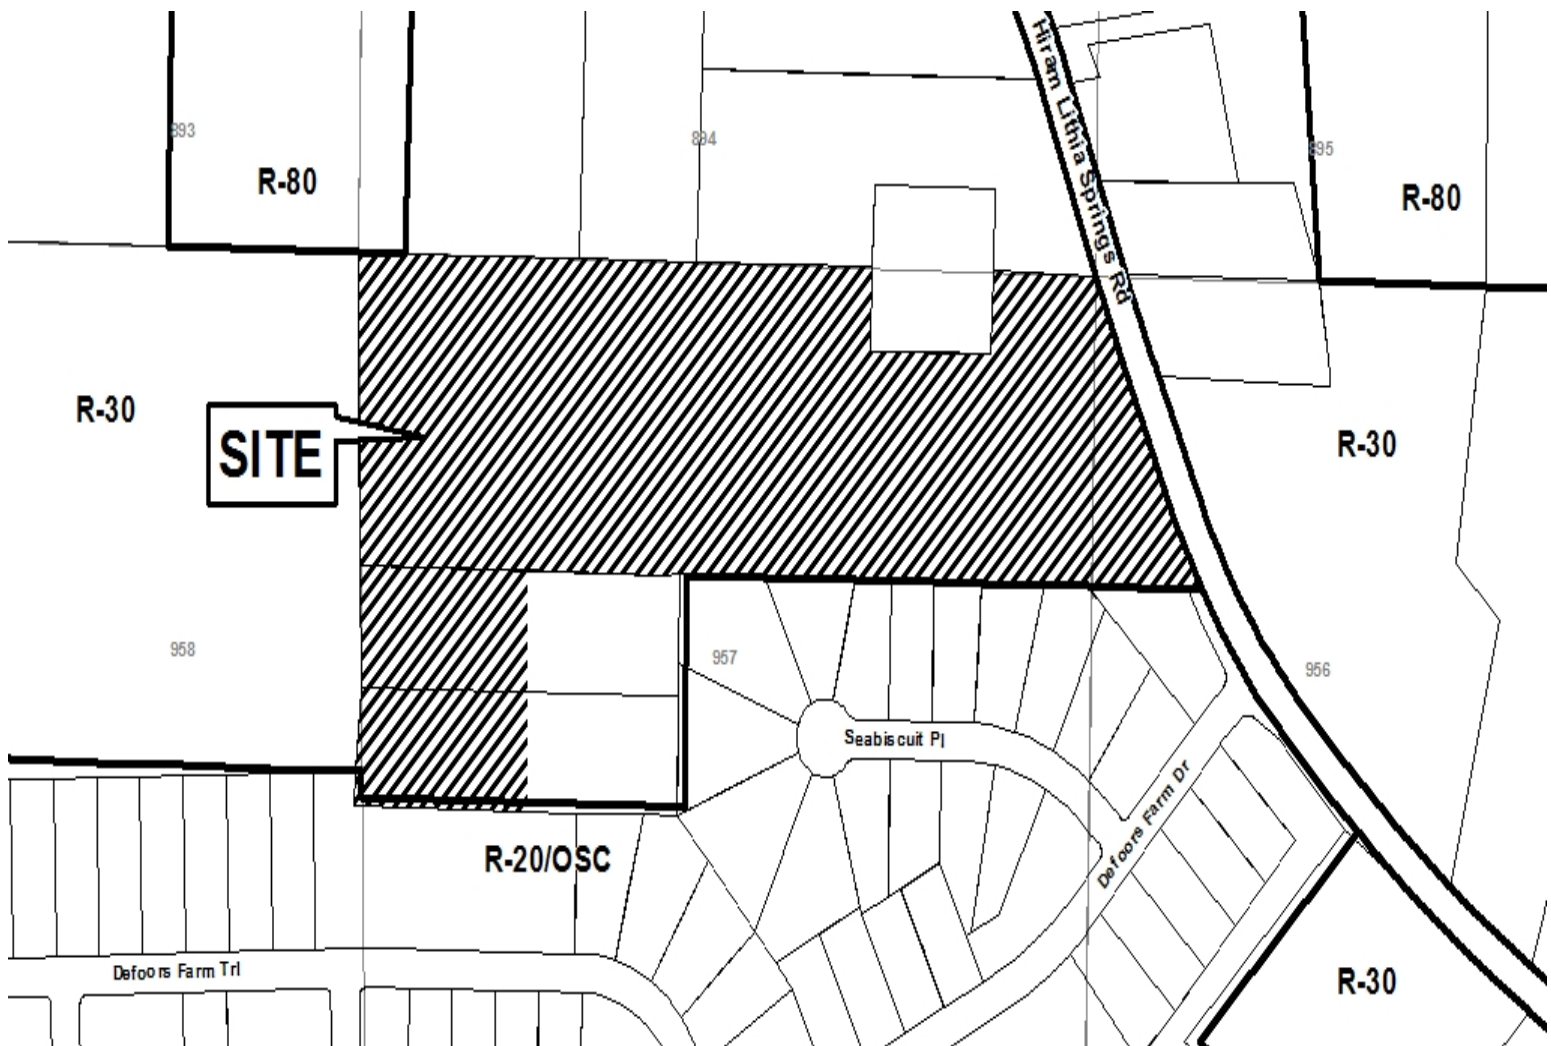 Hiram Lithia Springs Rd
893
894
895
R-80
R-80
R-30
SITE
R-30
958
957
956
Seabiscuit Pl
Defoors Farm Dr
R-20/OSC
Defoors Farm Trl
R-30